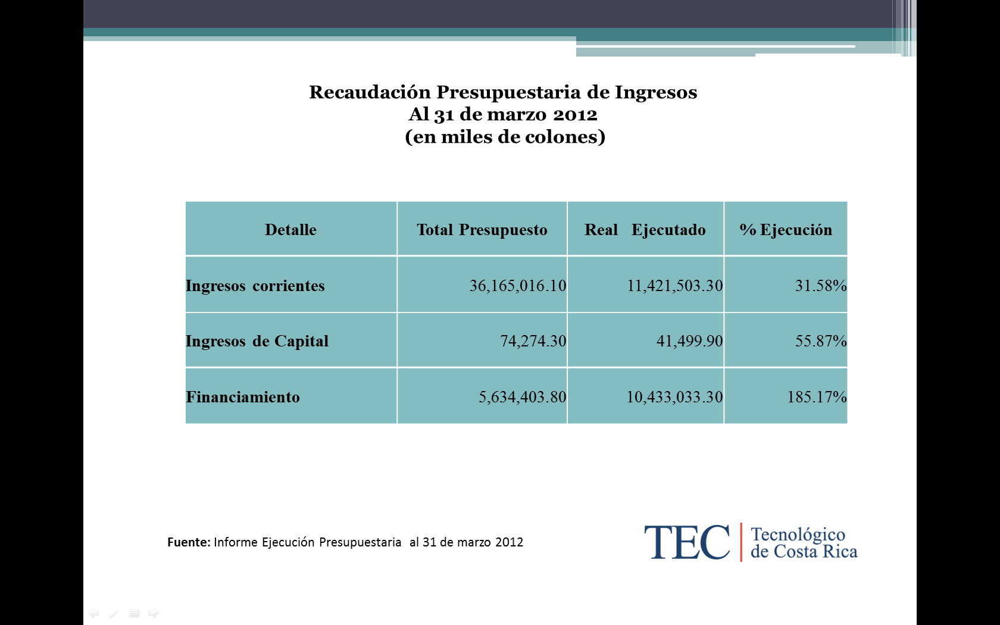 Recaudación Presupuestaria de Ingresos
Al 31 de marzo 2012
(en miles de colones)
Detalle Total Presupuesto Real Ejecutado % Ejecución
Ingresos corrientes 36,165,016.10 11,421,503.30 31.58%
Ingresos de Capital 74,274.30 41,499.90 55.87%
Financiamiento 5,634,403.80 10,433,033.30 185.17%
Fuente: Informe Ejecución Presupuestaria al 31 de marzo 2012
TEC Tecnológico
de Costa Rica